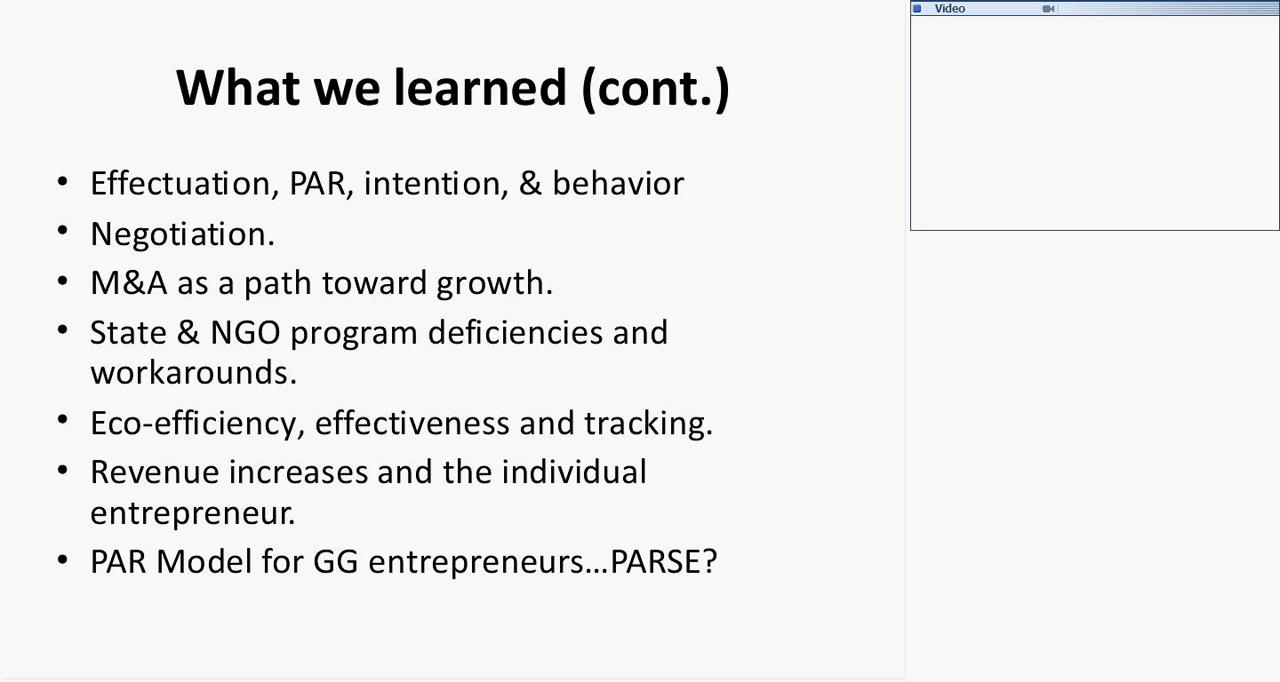 What we learned (cont.)
• Effectuation, PAR, intention, & behavior
• Negotiation.
• M&A as a path toward growth.
• State & NGO program deficiencies and
workarounds.
• Eco-efficiency, effectiveness and tracking.
• Revenue increases and the individual
entrepreneur.
• PAR Model for GG entrepreneurs...PARSE?
Video